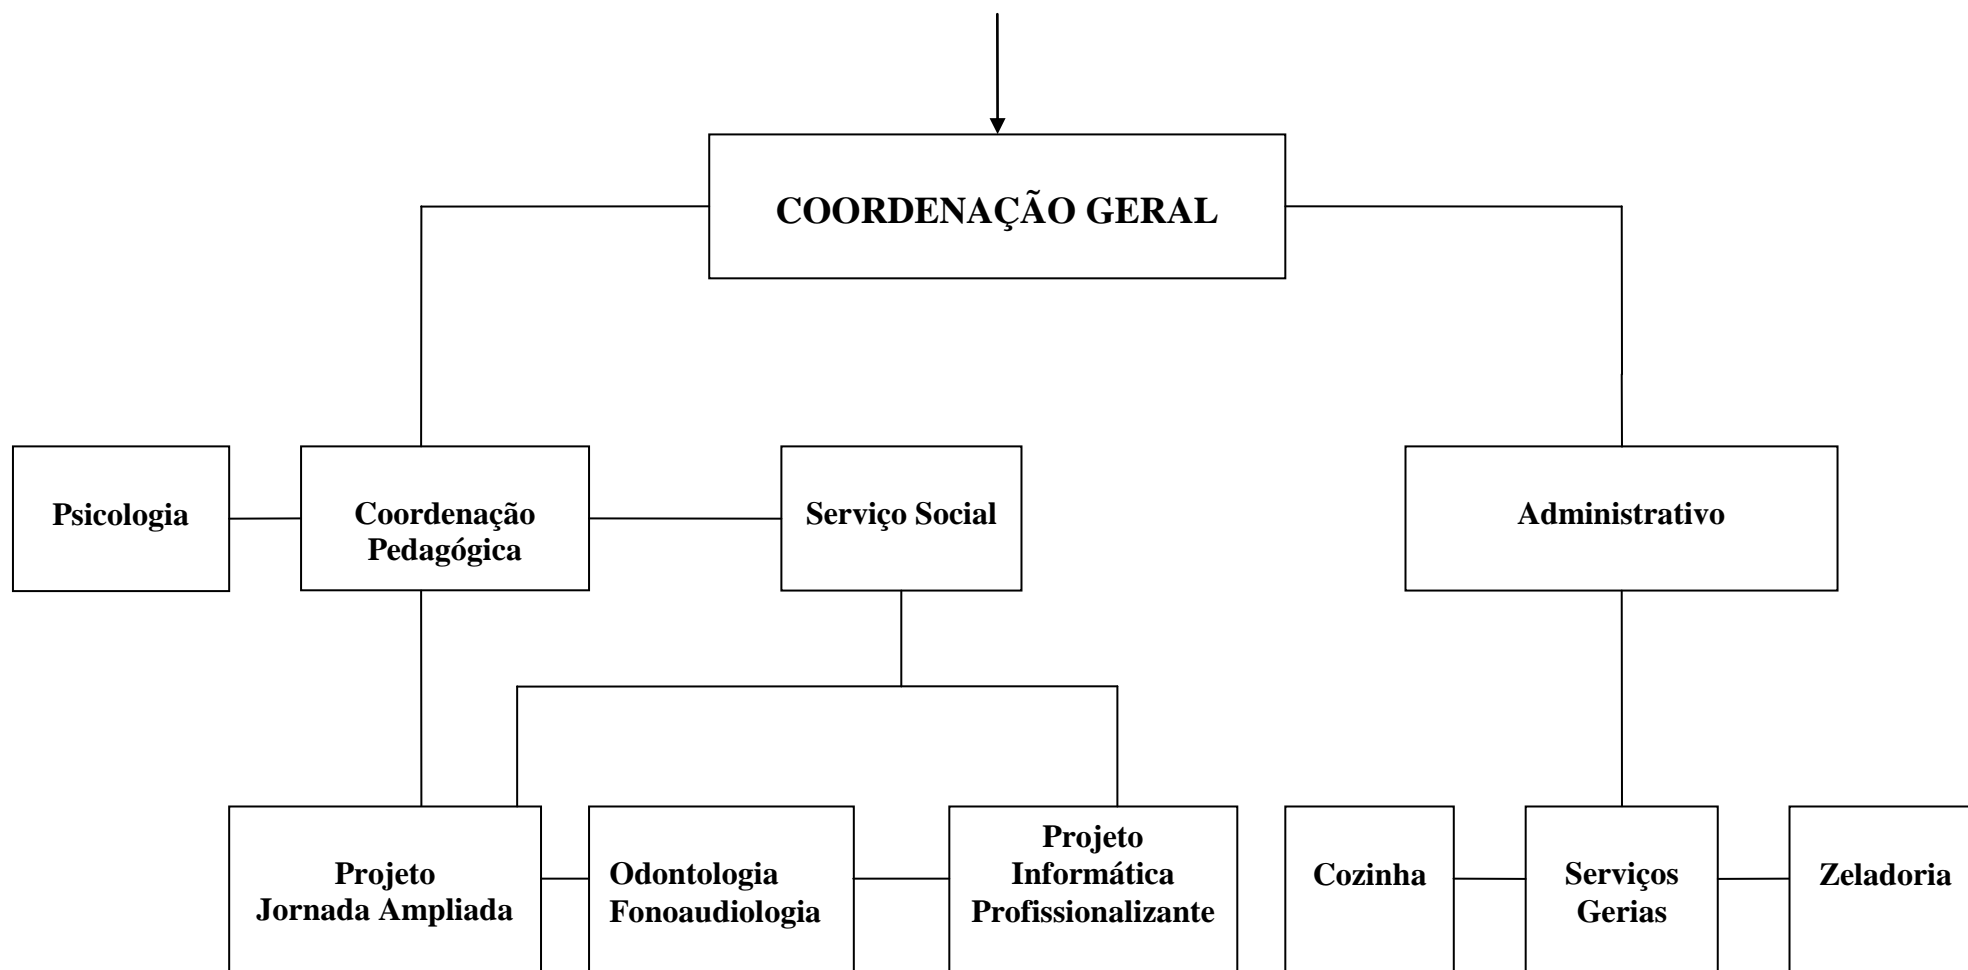 COORDENAÇÃO GERAL
Psicologia
Coordenação
Pedagógica
Serviço Social
Administrativo
Projeto
Jornada Ampliada
Odontologia
Fonoaudiologia
Projeto
Informática
Profissionalizante
Cozinha
Serviços
Gerias
Zeladoria